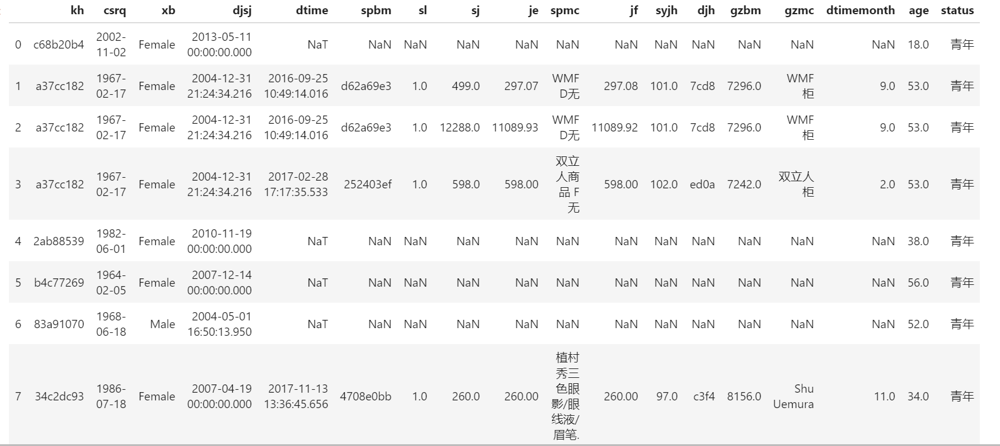 kh csrq xb djsj dtime spbm sl sj je spmc jf syjh djh gzbm gzmc dtimemonth age status
0 c68b20b4 2002-11-02 Female 2013-05-11 00:00:00.000 NaT NaN NaN NaN NaN NaN NaN NaN NaN NaN NaN NaN 18.0 青年
1 a37cc182 1967-02-17 Female 2004-12-31 21:24:34.216 2016-09-25 10:49:14.016 d62a69e3 1.0 499.0 297.07 WMF D无 297.08 101.0 7cd8 7296.0 WMF柜 9.0 53.0 青年
2 a37cc182 1967-02-17 Female 2004-12-31 21:24:34.216 2016-09-25 10:49:14.016 d62a69e3 1.0 12288.0 11089.93 WMF D无 11089.92 101.0 7cd8 7296.0 WMF柜 9.0 53.0 青年
3 a37cc182 1967-02-17 Female 2004-12-31 21:24:34.216 2017-02-28 17:17:35.533 252403ef 1.0 598.0 598.00 双立人商品 F无 598.00 102.0 ed0a 7242.0 双立人柜 2.0 53.0 青年
4 2ab88539 1982-06-01 Female 2010-11-19 00:00:00.000 NaT NaN NaN NaN NaN NaN NaN NaN NaN NaN NaN NaN 38.0 青年
5 b4c77269 1964-02-05 Female 2007-12-14 00:00:00.000 NaT NaN NaN NaN NaN NaN NaN NaN NaN NaN NaN NaN 56.0 青年
6 83a91070 1968-06-18 Male 2004-05-01 16:50:13.950 NaT NaN NaN NaN NaN NaN NaN NaN NaN NaN NaN NaN 52.0 青年
7 34c2dc93 1986-07-18 Female 2007-04-19 00:00:00.000 2017-11-13 13:36:45.656 4708e0bb 1.0 260.0 260.00 植村秀三色眼影/眼线液/眉笔. 260.00 97.0 c3f4 8156.0 Shu Uemura 11.0 34.0 青年